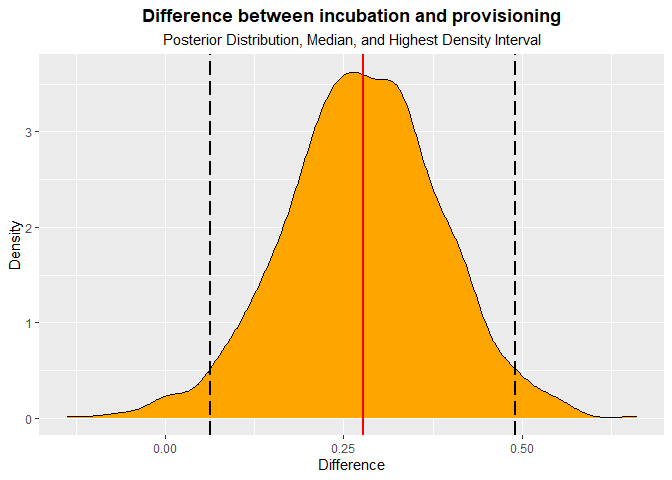 Difference between incubation and provisioning
Posterior Distribution, Median, and Highest Density Interval
3
2
1
0
Density
0.00
0.25
0.50
Difference